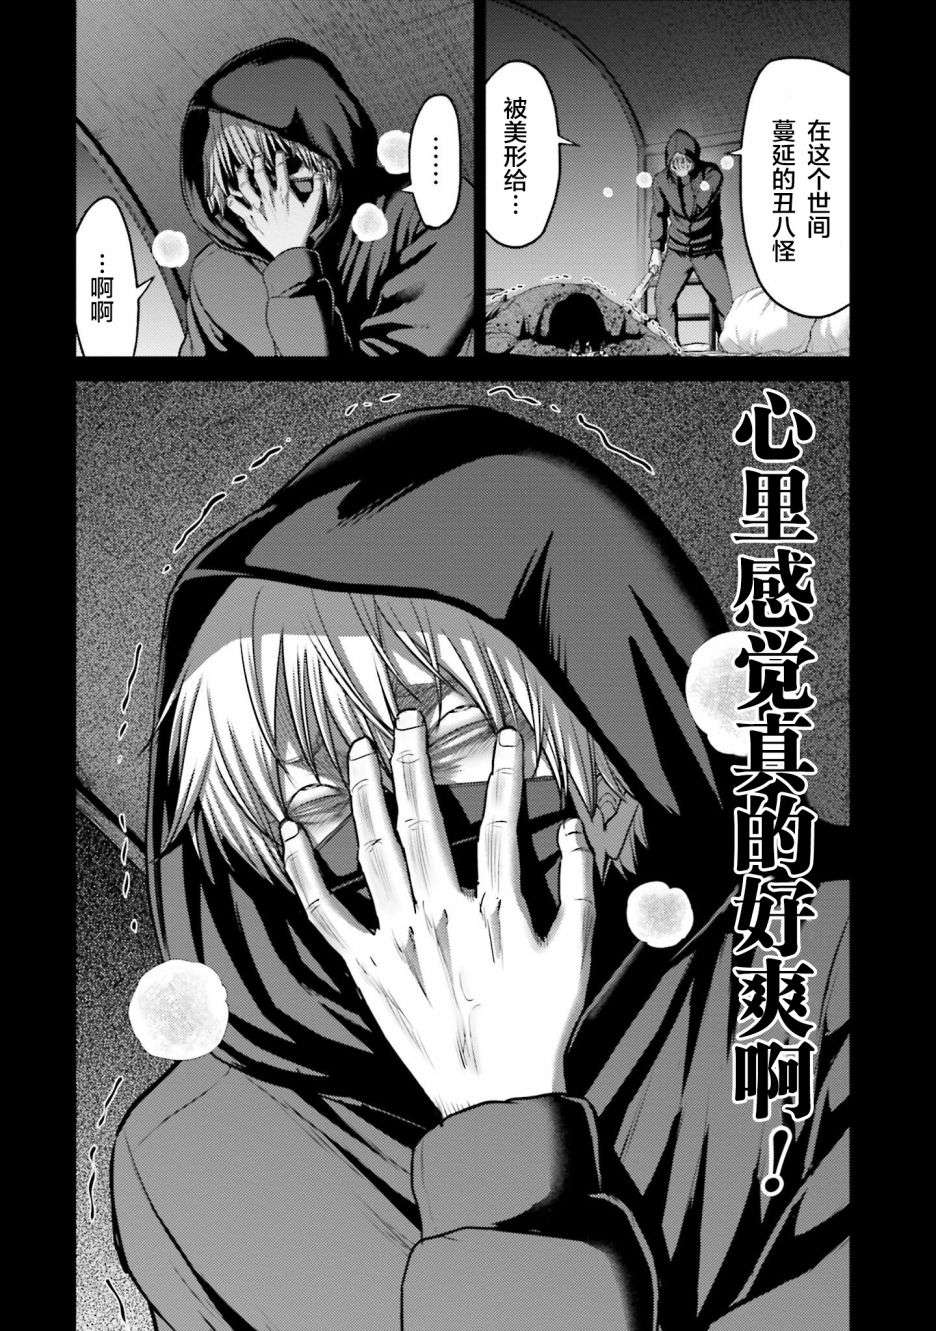 在这个世间
蔓延的丑八怪
被美形给…
……
…啊啊
心里感觉真的好爽啊！